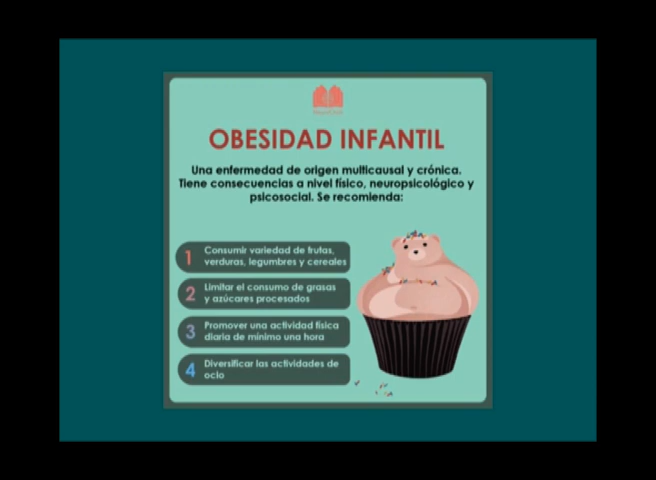 OBESIDAD INFANTIL
Una enfermedad de origen multicausal y crónica.
Tiene consecuencias a nivel físico, neuropsicológico y
psicosocial. Se recomienda:
1 Consumir variedad de frutas,
verduras, legumbres y cereales
2 Limitar el consumo de grasas
y azúcares procesados
3 Promover una actividad física
diaria de mínimo una hora
4 Diversificar las actividades de
ocio